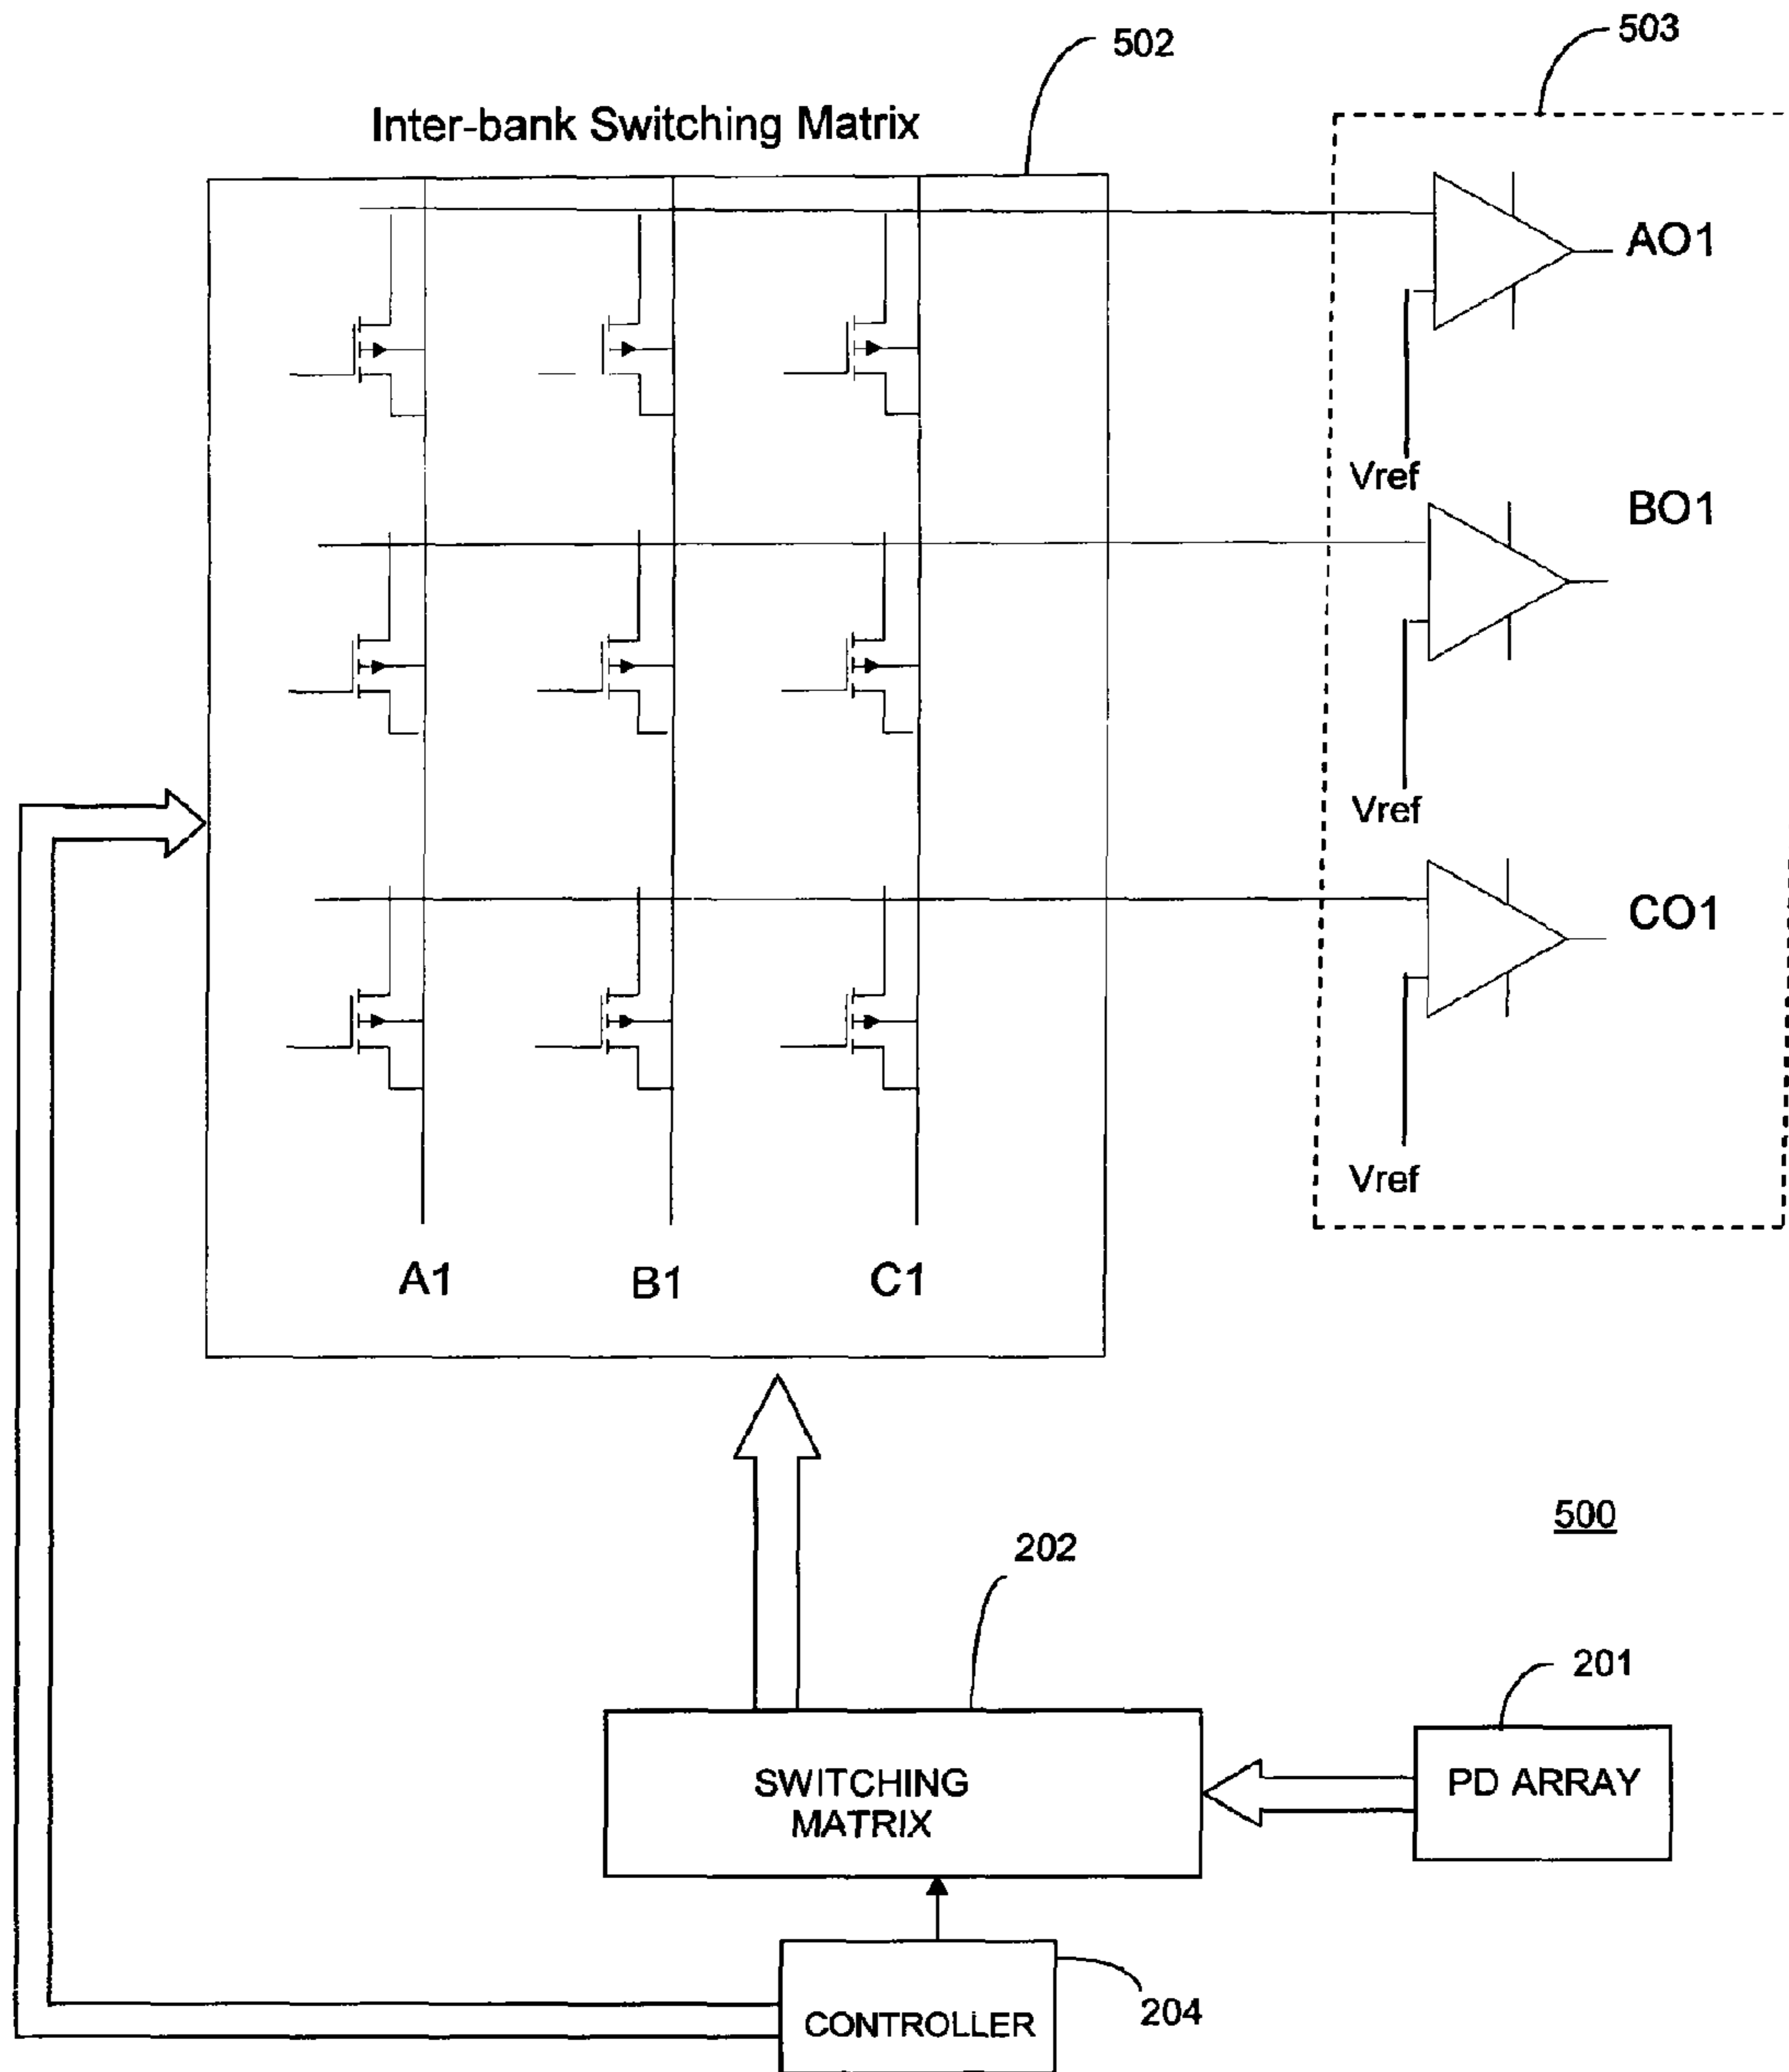 503
502
Inter-bank Switching Matrix
AO1
Vref
BO1
Vref
CO1
Vref
A1 B1 C1
500
202
201
SWITCHING
MATRIX
PD ARRAY
204
CONTROLLER